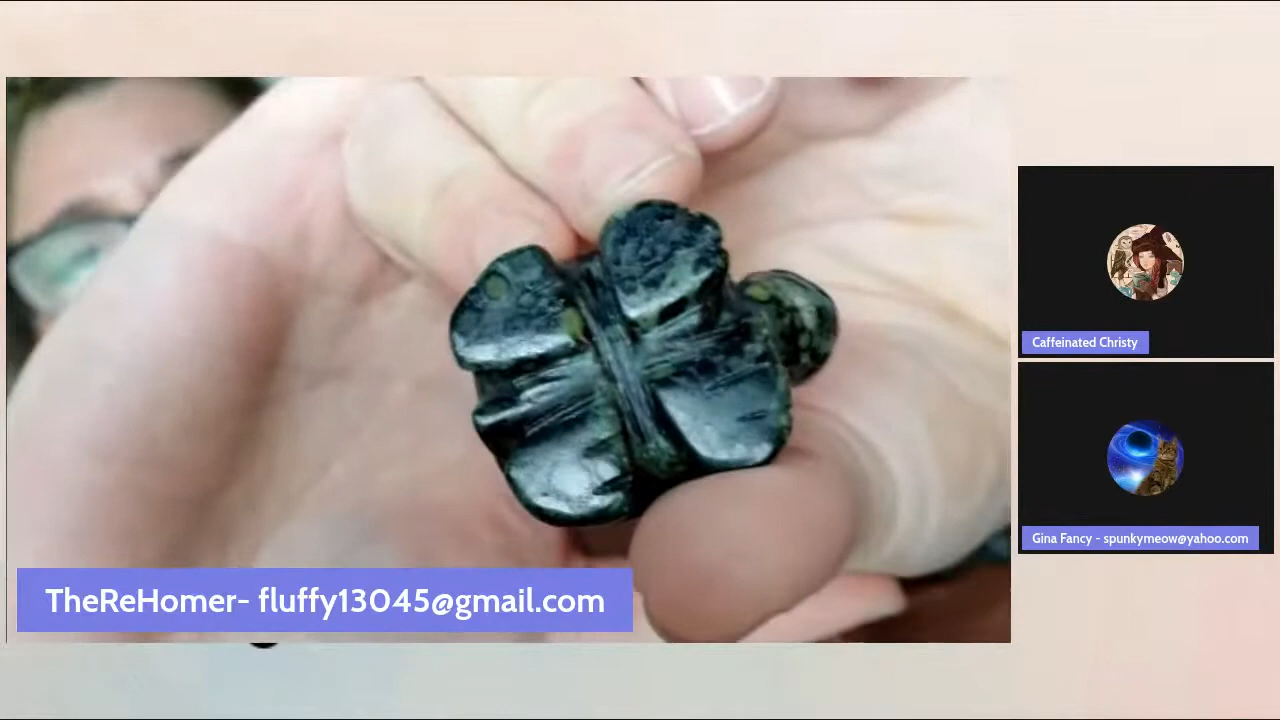 TheReHomer- fluffy13045@gmail.com
Caffeinated Christy
Gina Fancy - spunkymeow@yahoo.com